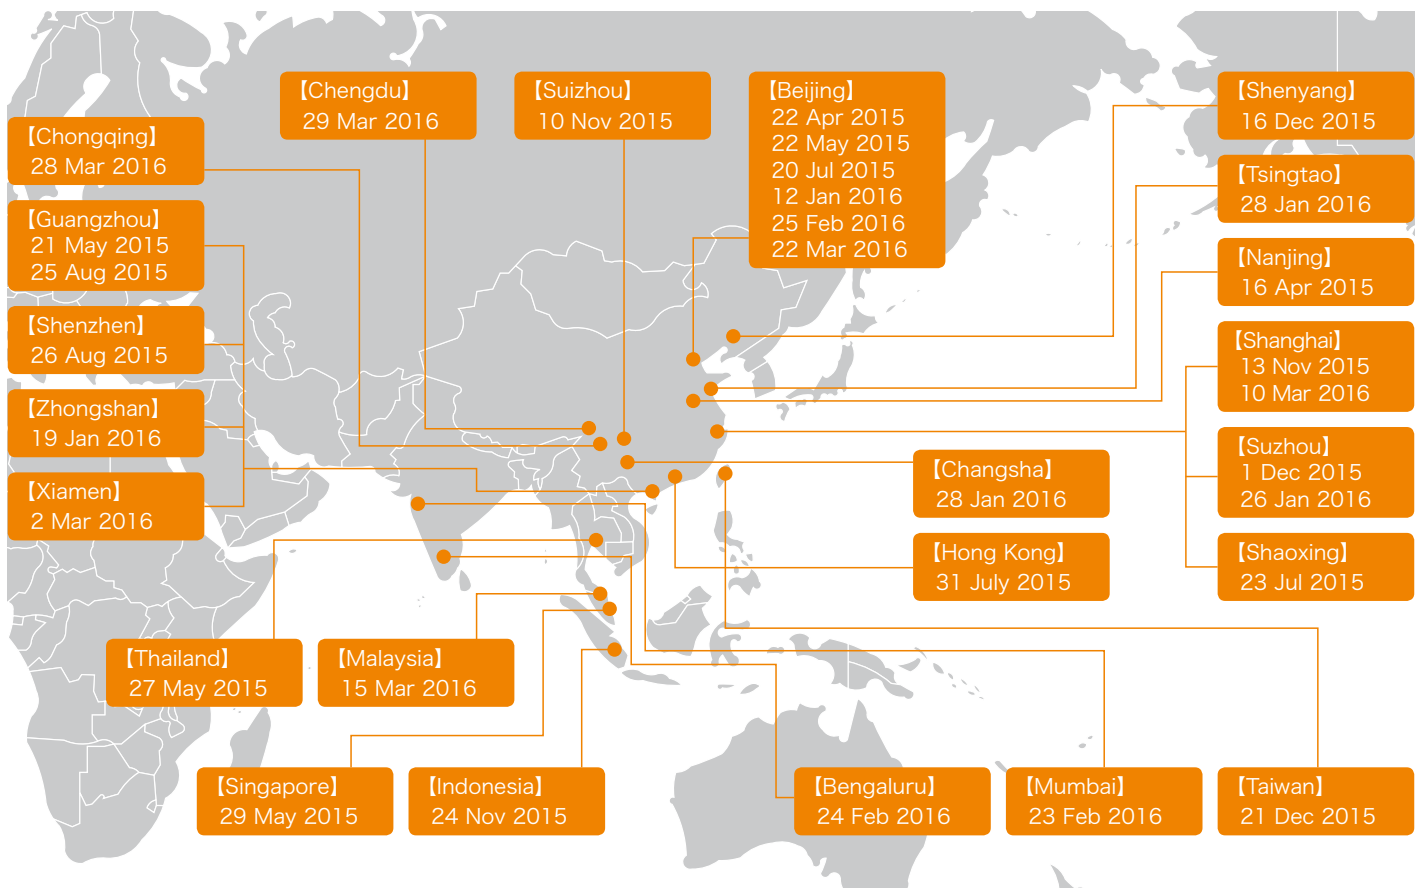 【Chengdu】
29 Mar 2016
【Suizhou】
10 Nov 2015
【Beijing】
22 Apr 2015
22 May 2015
20 Jul 2015
12 Jan 2016
25 Feb 2016
22 Mar 2016
【Shenyang】
16 Dec 2015
【Chongqing】
28 Mar 2016
【Tsingtao】
28 Jan 2016
【Guangzhou】
21 May 2015
25 Aug 2015
【Nanjing】
16 Apr 2015
【Shenzhen】
26 Aug 2015
【Shanghai】
13 Nov 2015
10 Mar 2016
【Zhongshan】
19 Jan 2016
【Suzhou】
1 Dec 2015
26 Jan 2016
【Changsha】
28 Jan 2016
【Xiamen】
2 Mar 2016
【Hong Kong】
31 July 2015
【Shaoxing】
23 Jul 2015
【Thailand】
27 May 2015
【Malaysia】
15 Mar 2016
【Singapore】
29 May 2015
【Indonesia】
24 Nov 2015
【Bengaluru】
24 Feb 2016
【Mumbai】
23 Feb 2016
【Taiwan】
21 Dec 2015